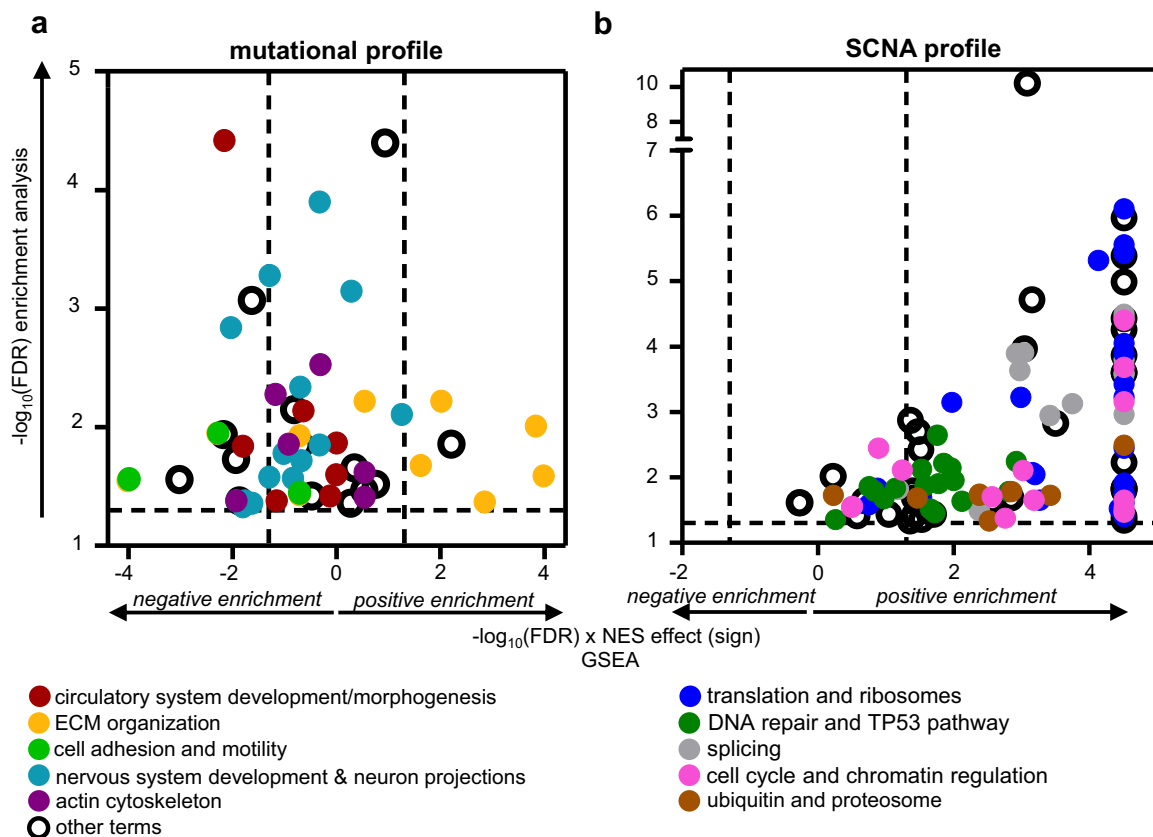 a
mutational profile
5
4
3
2
1
-4
-2
0
2
4
-log10(FDR) enrichment analysis
negative enrichment
positive enrichment
b
SCNA profile
10
8
7
6
5
4
3
2
1
-2
0
2
4
negative enrichment
positive enrichment
-log10(FDR) x NES effect (sign)
GSEA
circulatory system development/morphogenesis
ECM organization
cell adhesion and motility
nervous system development & neuron projections
actin cytoskeleton
other terms
translation and ribosomes
DNA repair and TP53 pathway
splicing
cell cycle and chromatin regulation
ubiquitin and proteosome